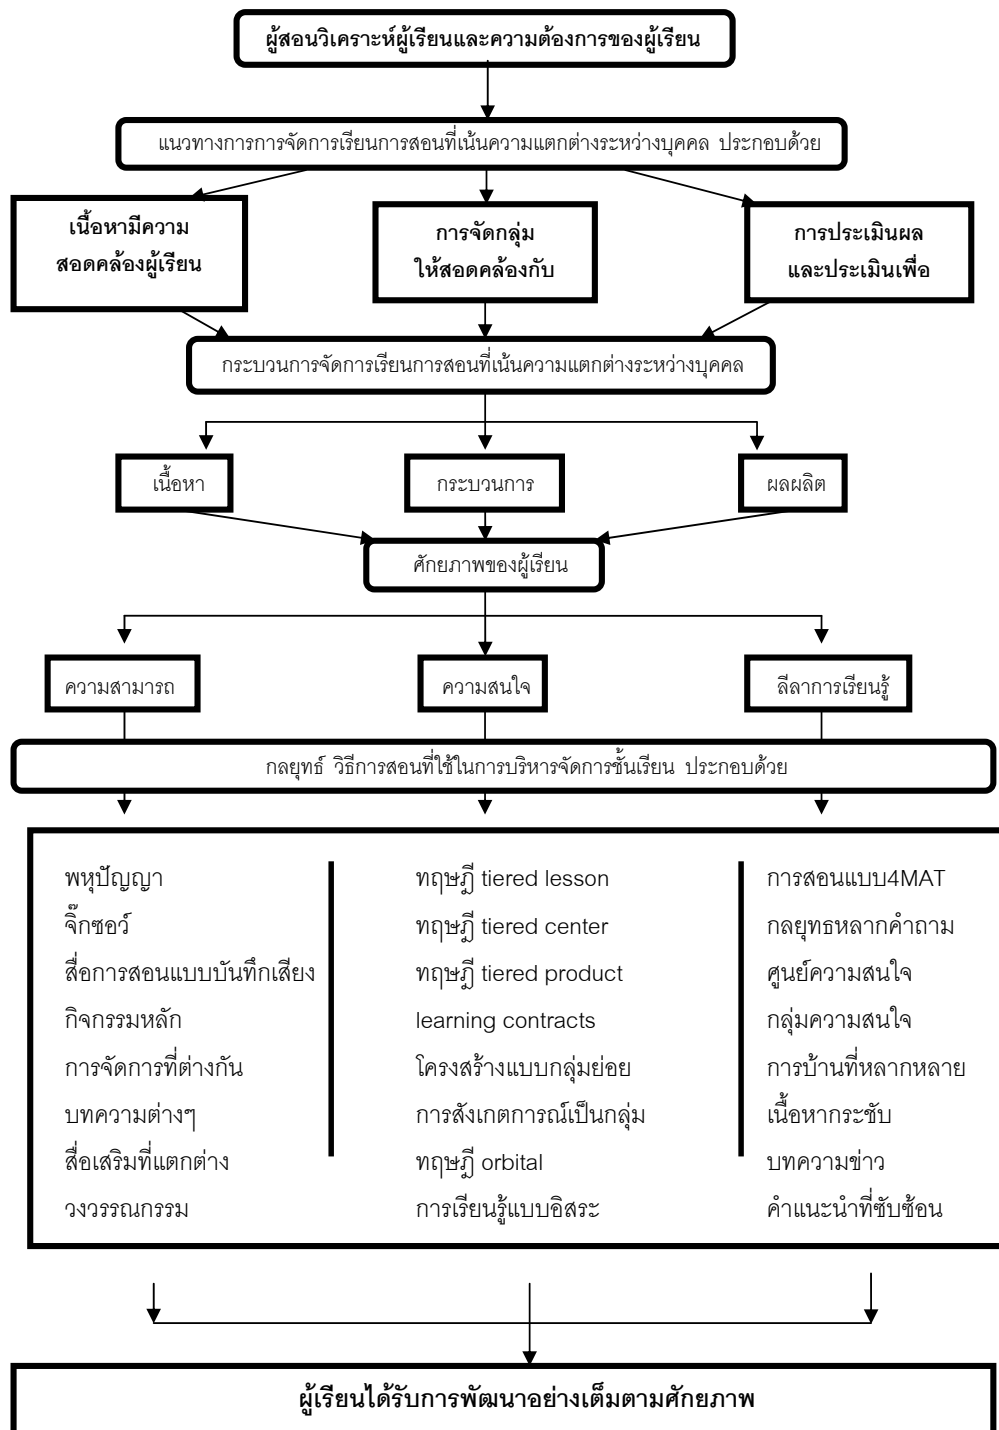 ผู้สอนวิเคราะห์ผู้เรียนและความต้องการของผู้เรียน
แนวทางการการจัดการเรียนการสอนที่เน้นความแตกต่างระหว่างบุคคล ประกอบด้วย
เนื้อหามีความ
สอดคล้องผู้เรียน
การจัดกลุ่ม
ให้สอดคล้องกับ
การประเมินผล
และประเมินเพื่อ
กระบวนการจัดการเรียนการสอนที่เน้นความแตกต่างระหว่างบุคคล
เนื้อหา
กระบวนการ
ผลผลิต
ศักยภาพของผู้เรียน
ความสามารถ
ความสนใจ
ลีลาการเรียนรู้
กลยุทธ์ วิธีการสอนที่ใช้ในการบริหารจัดการชั้นเรียน ประกอบด้วย
พหุปัญญา
จิ๊กซอว์
สื่อการสอนแบบบันทึกเสียง
กิจกรรมหลัก
การจัดการที่ต่างกัน
บทความต่างๆ
สื่อเสริมที่แตกต่าง
วงวรรณกรรม
ทฤษฎี tiered lesson
ทฤษฎี tiered center
ทฤษฎี tiered product
learning contracts
โครงสร้างแบบกลุ่มย่อย
การสังเกตการณ์เป็นกลุ่ม
ทฤษฎี orbital
การเรียนรู้แบบอิสระ
การสอนแบบ4MAT
กลยุทธหลากคำถาม
ศูนย์ความสนใจ
กลุ่มความสนใจ
การบ้านที่หลากหลาย
เนื้อหากระชับ
บทความข่าว
คำแนะนำที่ซับซ้อน
ผู้เรียนได้รับการพัฒนาอย่างเต็มตามศักยภาพ